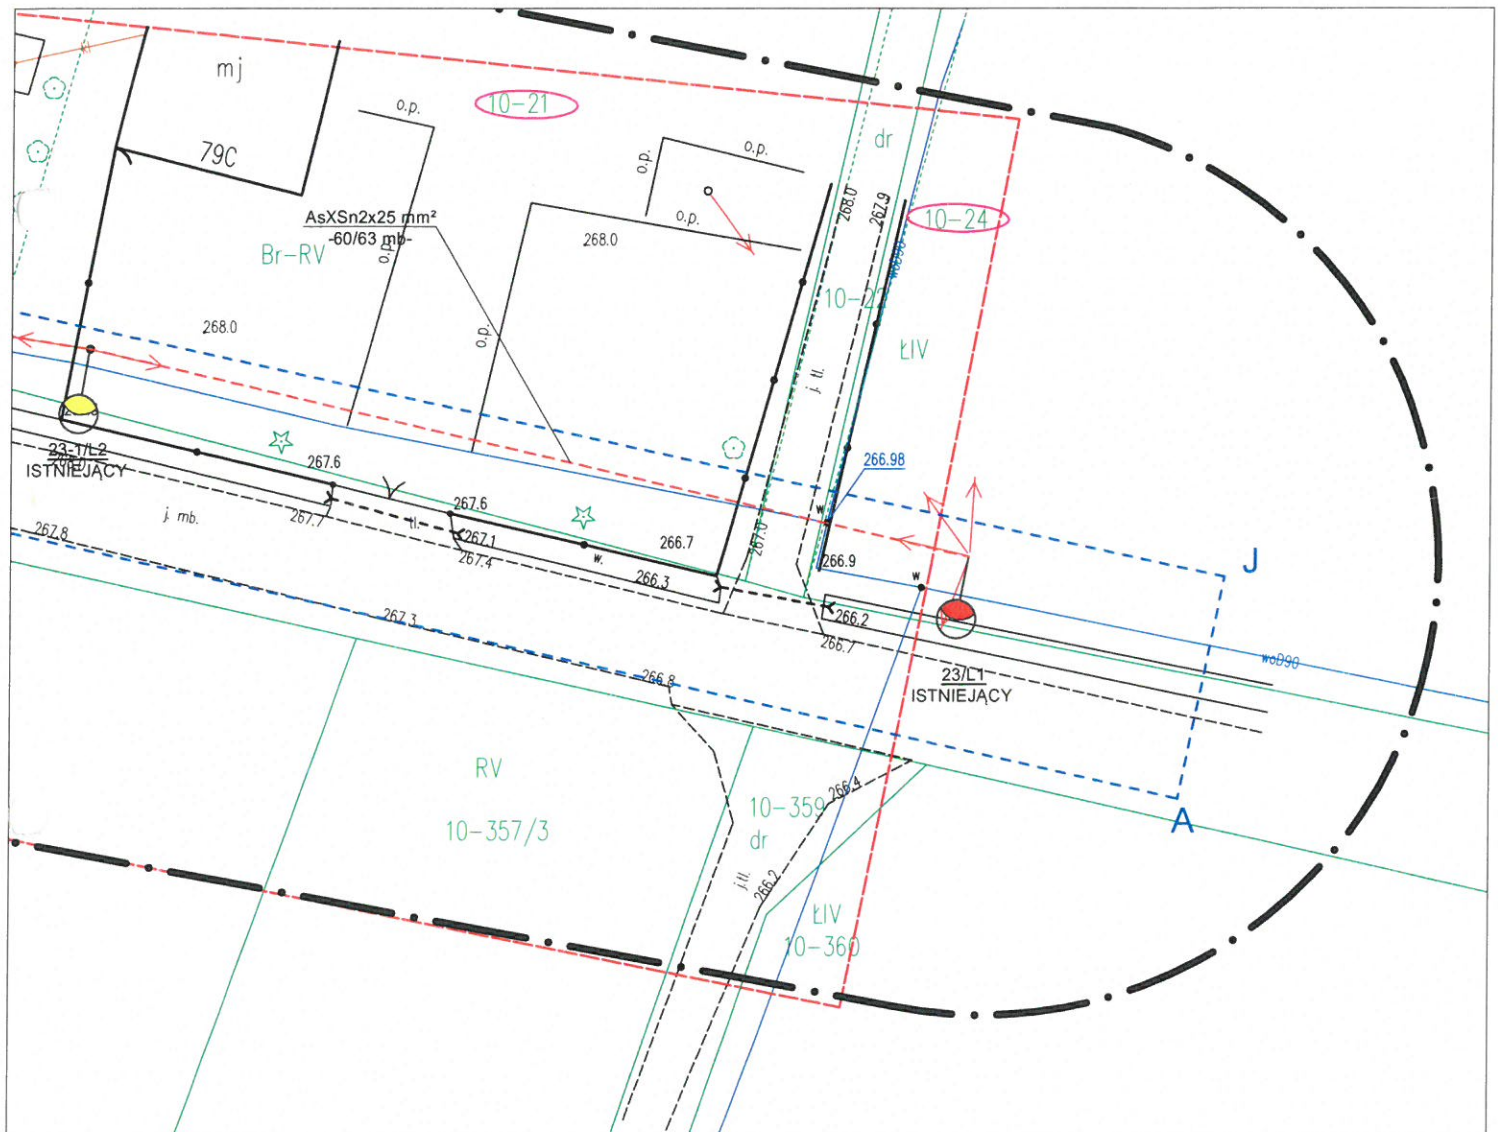 mj
10-21
o.p.
dr
79C
o.p.
o.p.
AsXSn2x25 mm²
-60/63 mb-
o.p.
268.0
267.9
10-24
268.0
Br-RV
o.p.
woD90
10-22
268.0
o.p.
ŁIV
j. tł.
266.98
23-1/L2
ISTNIEJĄCY
267.6
267.6
w
j. mb.
267.7
tł.
267.1
266.7
267.0
267.8
267.4
w.
266.3
266.9
w
J
266.2
267.3
266.7
woD90
266.8
23/L1
ISTNIEJĄCY
RV
266.4
10-359
A
10-357/3
dr
j.tł.
266.2
ŁIV
10-360